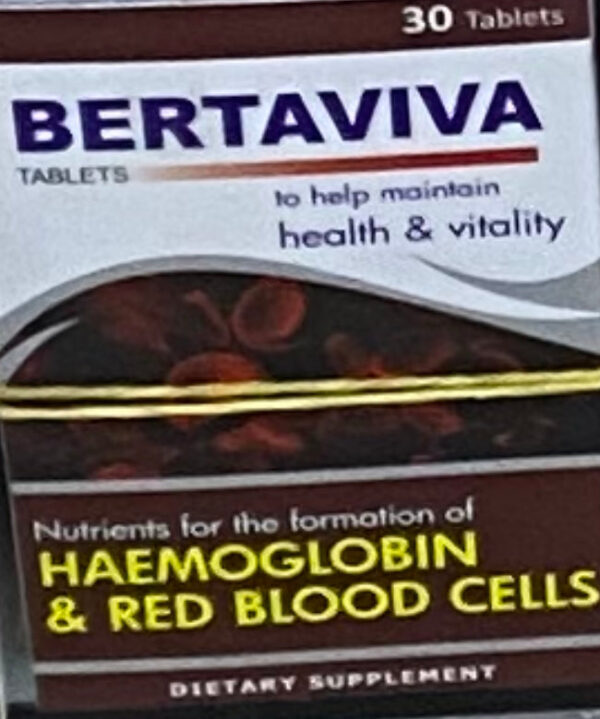 30 Tablets
BERTAVIVA
TABLETS
to help maintain
health & vitality
Nutrients for the formation of
HAEMOGLOBIN
& RED BLOOD CELLS
DIETARY SUPPLEMENT